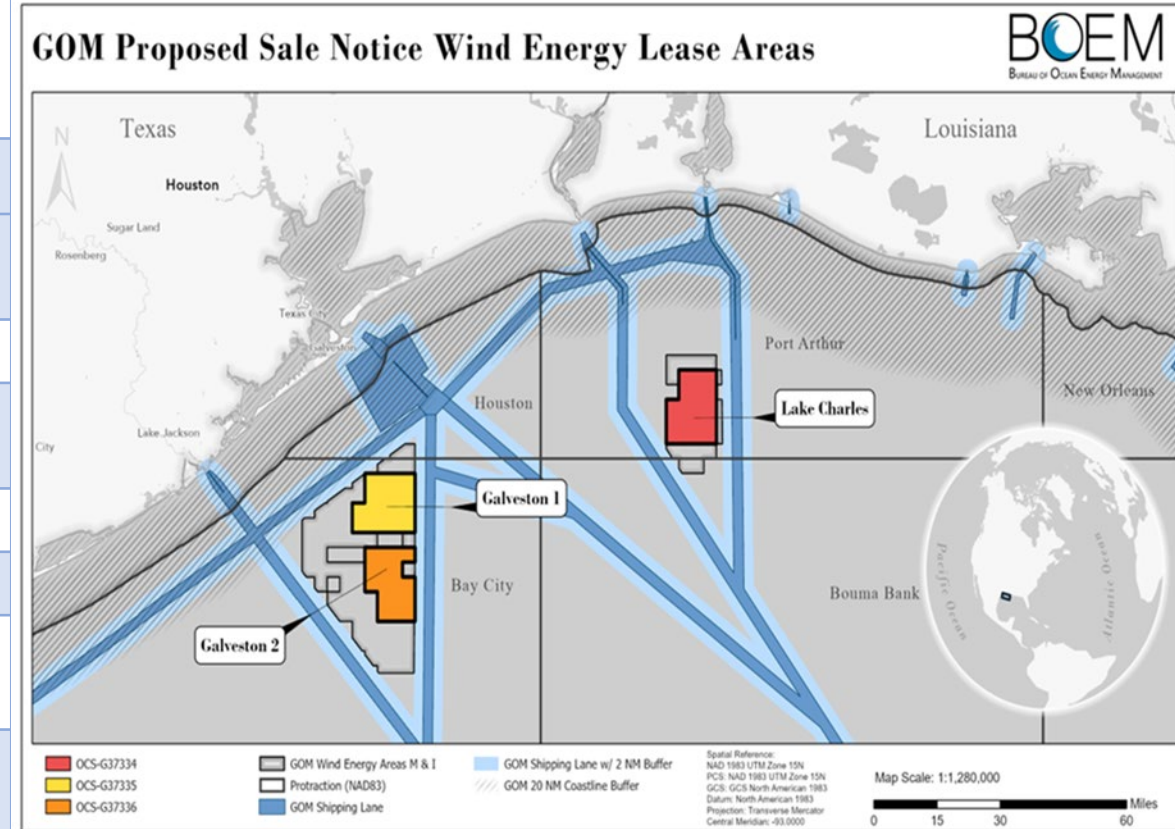 GOM Proposed Sale Notice Wind Energy Lease Areas
BOEM
BUREAU OF OCEAN ENERGY MANAGEMENT
Texas
Louisiana
N
Houston
Sugar Land
Rosenberg
Texas City
Galveston
Port Arthur
Houston
Lake Charles
New Orleans
Lake Jackson
City
Galveston 1
Bay City
Bouma Bank
Galveston 2
Pacific Ocean
Atlantic Ocean
OCS-G37334
OCS-G37335
OCS-G37336
GOM Wind Energy Areas M & I
Protraction (NAD83)
GOM Shipping Lane
GOM Shipping Lane w/ 2 NM Buffer
GOM 20 NM Coastline Buffer
Spatial Reference:
NAD 1983 UTM Zone 15N
PCS: NAD 1983 UTM Zone 15N
GCS: GCS North American 1983
Datum: North American 1983
Projection: Transverse Mercator
Central Meridian: -93.0000
Map Scale: 1:1,280,000
Miles
0 15 30 60